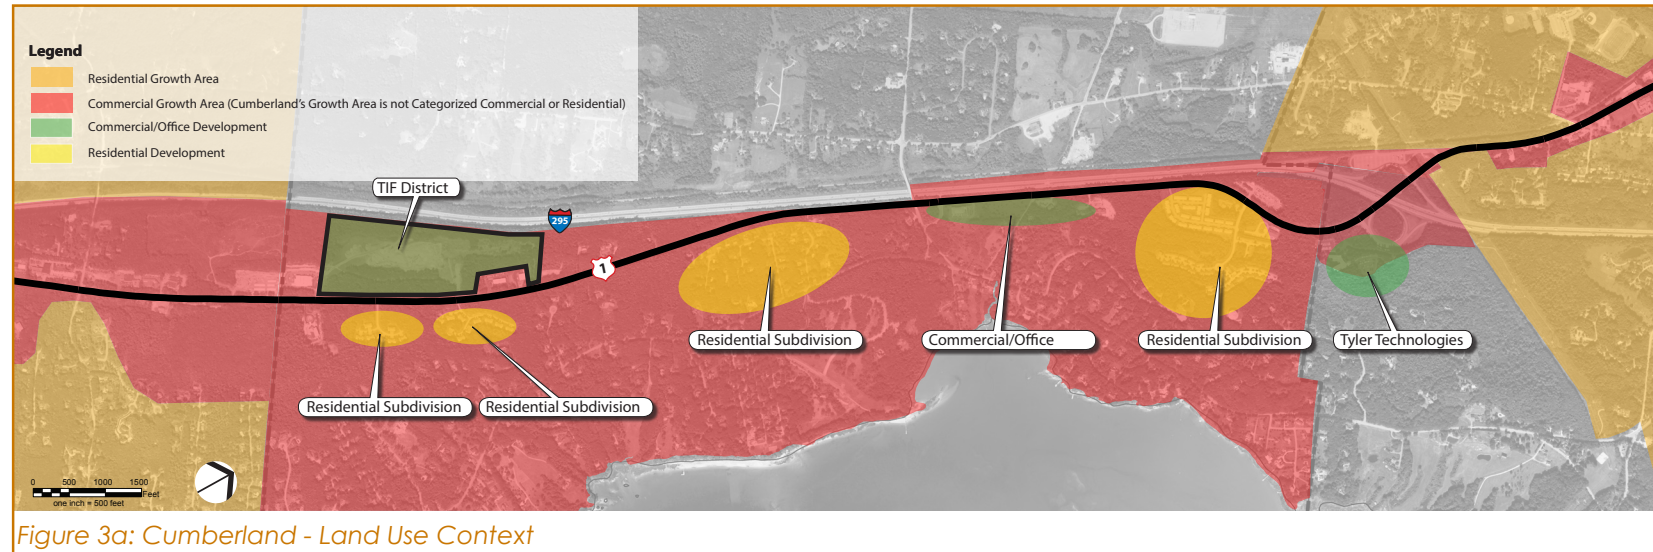 Legend
Residential Growth Area
Commercial Growth Area (Cumberland's Growth Area is not Categorized Commercial or Residential)
Commercial/Office Development
Residential Development
TIF District
295
1
Residential Subdivision
Commercial/Office
Residential Subdivision
Tyler Technologies
Residential Subdivision
Residential Subdivision
0 500 1000 1500
Feet
one inch = 500 feet
Figure 3a: Cumberland - Land Use Context